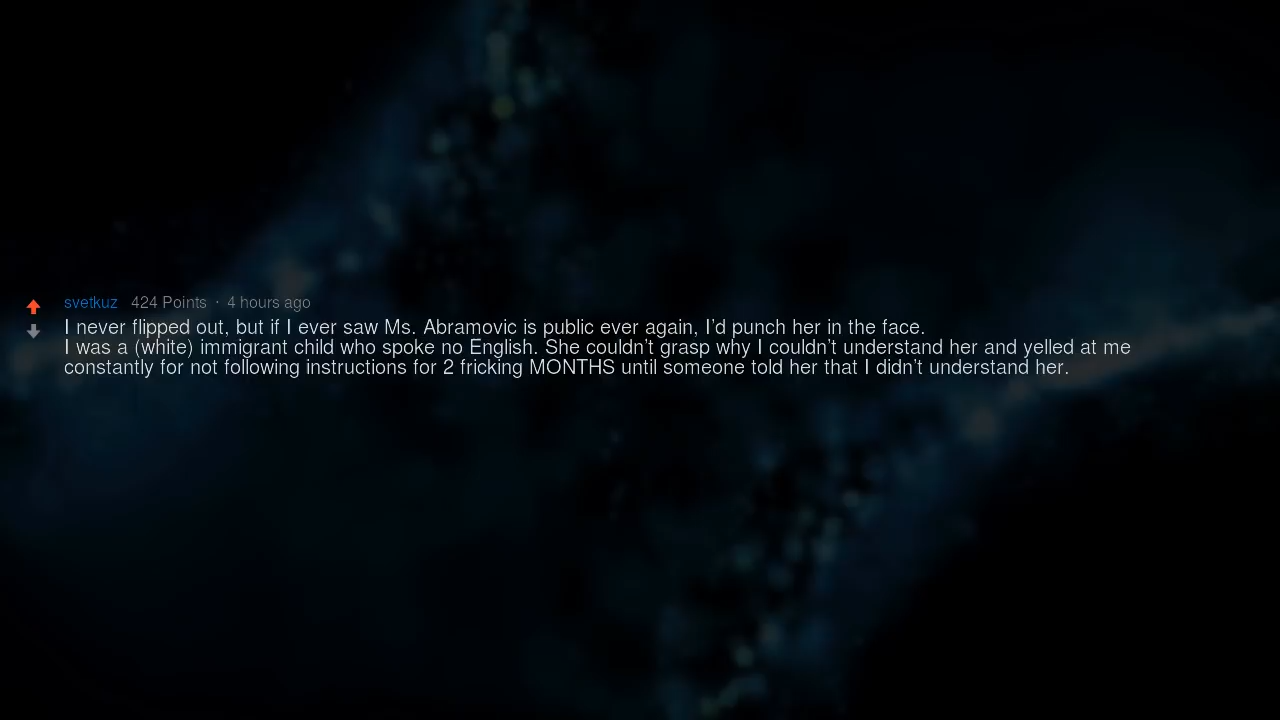 svetkuz 424 Points · 4 hours ago
I never flipped out, but if I ever saw Ms. Abramovic is public ever again, I'd punch her in the face.
I was a (white) immigrant child who spoke no English. She couldn't grasp why I couldn't understand her and yelled at me
constantly for not following instructions for 2 fricking MONTHS until someone told her that I didn't understand her.